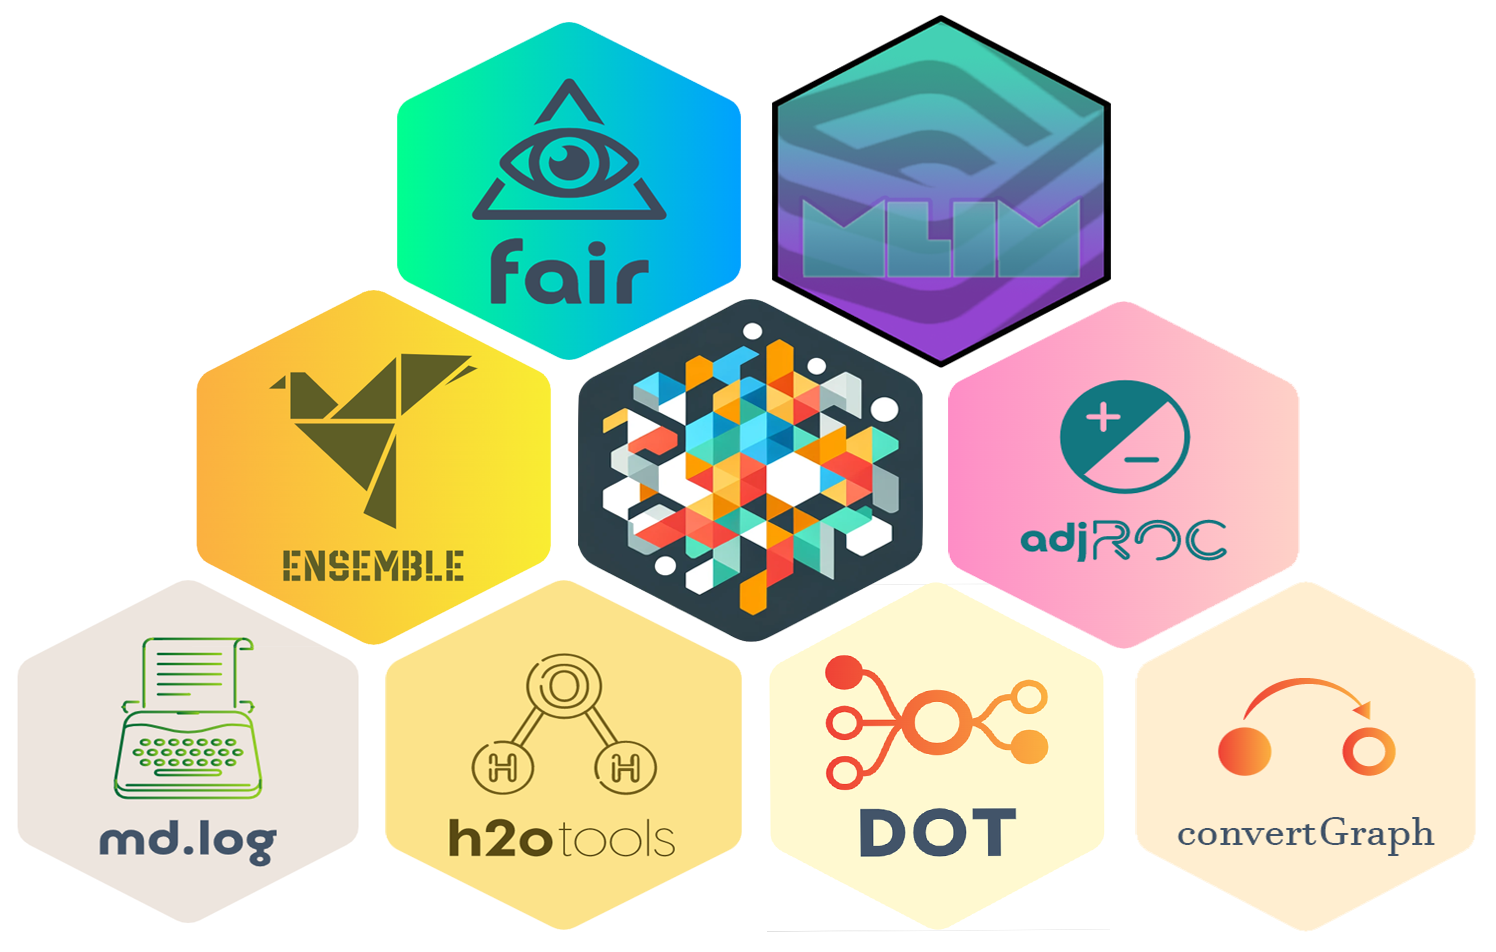 fair
MLIM
ENSEMBLE
adjROC
md.log
O
H H
h2otools
DOT
convertGraph